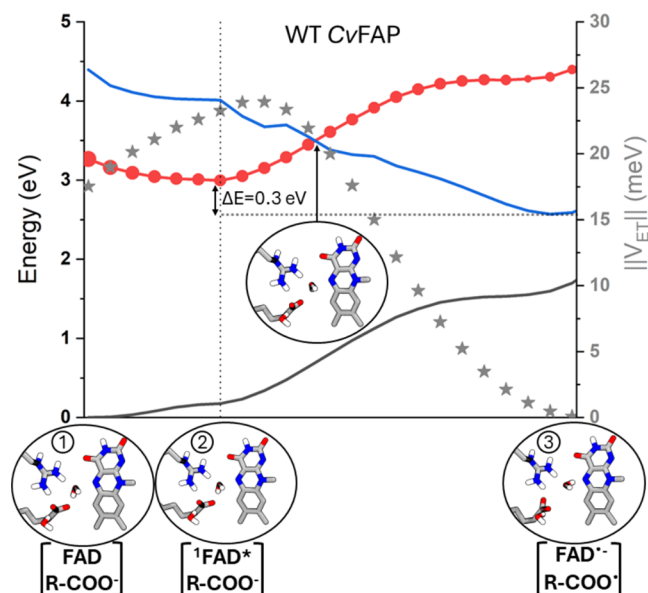 WT CvFAP
5
4
3
2
1
0
Energy (eV)
30
25
20
15
10
5
0
||V_ET|| (meV)
ΔE=0.3 eV
1
2
3
FAD
R-COO⁻
¹FAD*
R-COO⁻
FAD•⁻
R-COO•